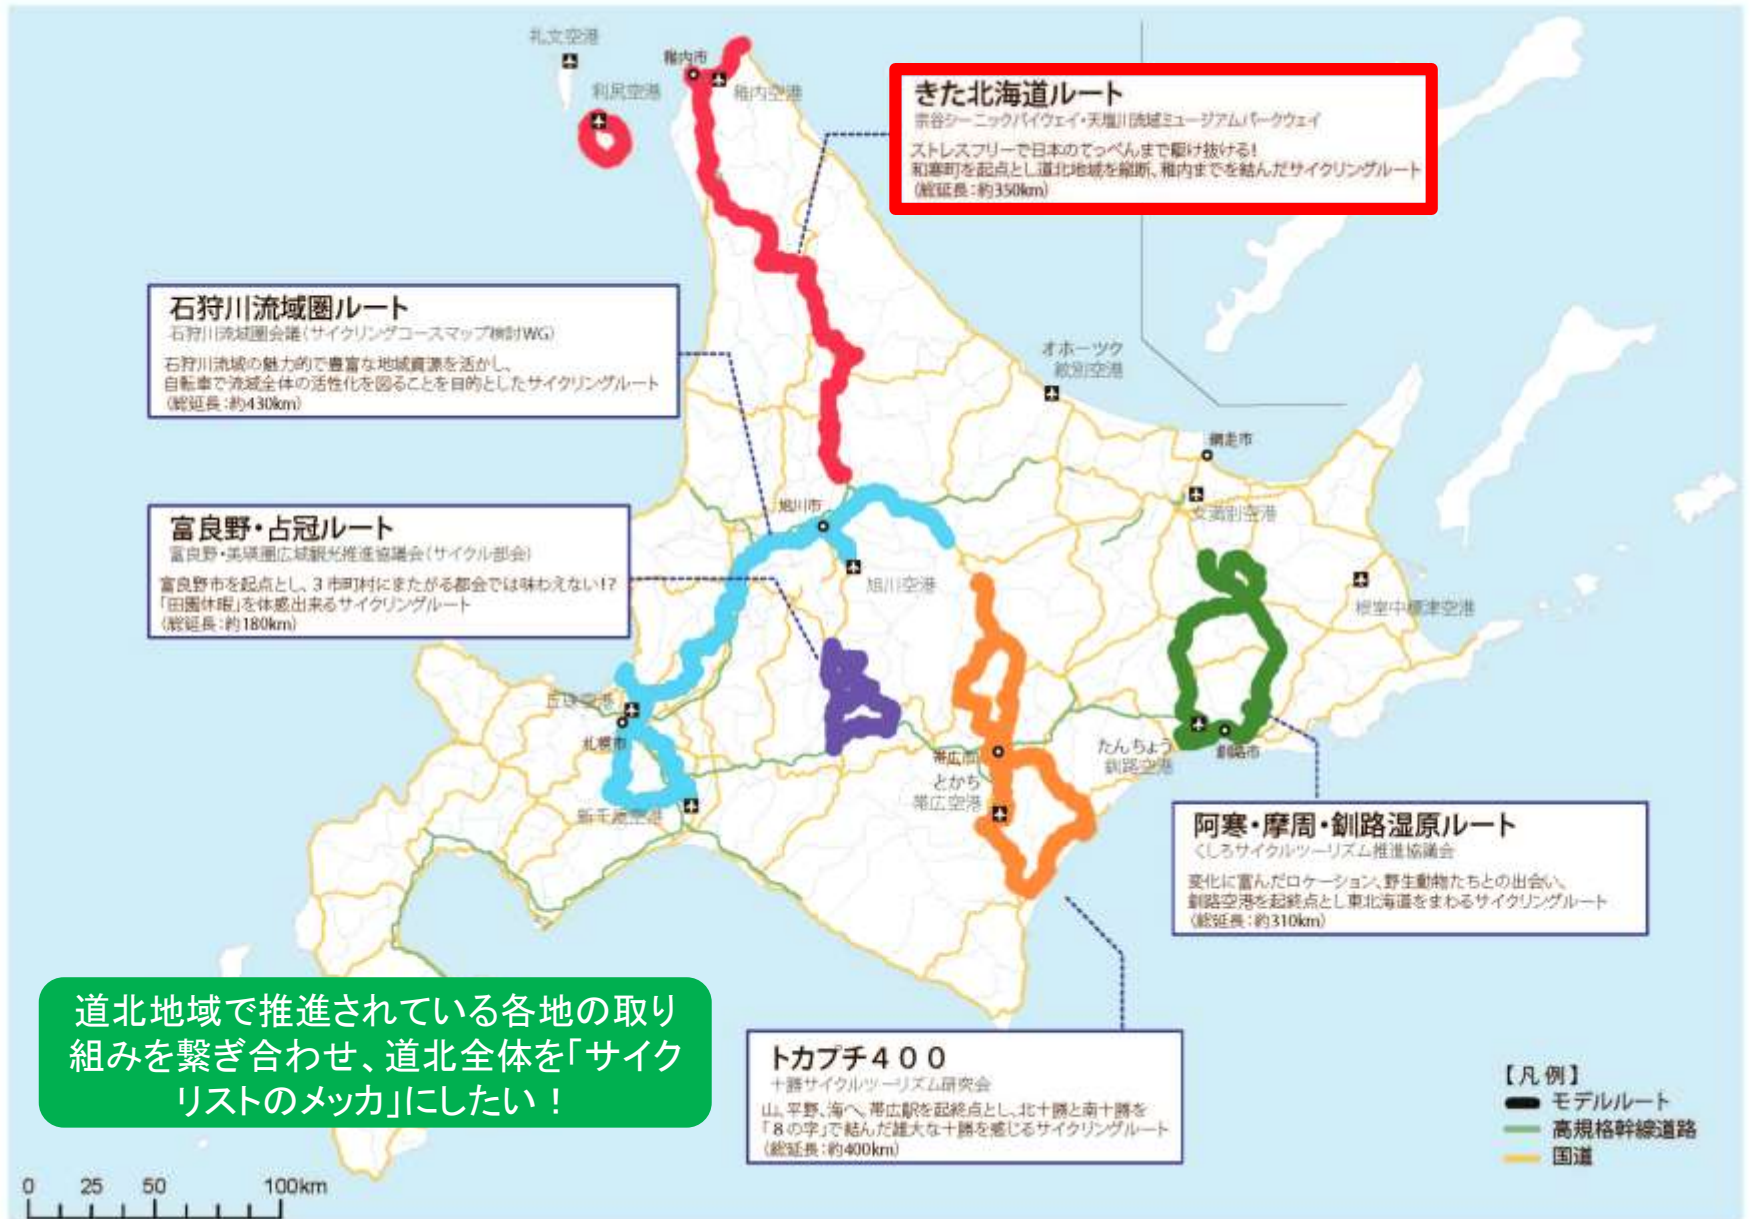 礼文空港
稚内市
利尻空港
稚内空港
きた北海道ルート
宗谷シーニックバイウェイ・天塩川流域ミュージアムパークウェイ
ストレスフリーで日本のてっぺんまで駆け抜ける!
和寒町を起点とし道北地域を縦断、稚内までを結んだサイクリングルート
(総延長:約350km)
石狩川流域圏ルート
石狩川流域圏会議(サイクリングコースマップ検討WG)
石狩川流域の魅力的で豊富な地域資源を活かし、
自転車で流域全体の活性化を図ることを目的としたサイクリングルート
(総延長:約430km)
オホーツク
紋別空港
網走市
女満別空港
旭川市
旭川空港
根室中標津空港
富良野・占冠ルート
富良野・美瑛圏広域観光推進協議会(サイクル部会)
富良野市を起点とし、3市町村にまたがる都会では味わえない!?
「田園休暇」を体感出来るサイクリングルート
(総延長:約180km)
丘珠空港
札幌市
新千歳空港
帯広市
とかち
帯広空港
たんちょう
釧路空港
釧路市
阿寒・摩周・釧路湿原ルート
くしろサイクルツーリズム推進協議会
変化に富んだロケーション、野生動物たちとの出会い、
釧路空港を起終点とし東北海道をまわるサイクリングルート
(総延長:約310km)
道北地域で推進されている各地の取り
組みを繋ぎ合わせ、道北全体を「サイク
リストのメッカ」にしたい!
トカプチ400
十勝サイクルツーリズム研究会
山、平野、海へ、帯広駅を起終点とし、北十勝と南十勝を
「8の字」で結んだ雄大な十勝を感じるサイクリングルート
(総延長:約400km)
【凡例】
モデルルート
高規格幹線道路
国道
0 25 50 100km